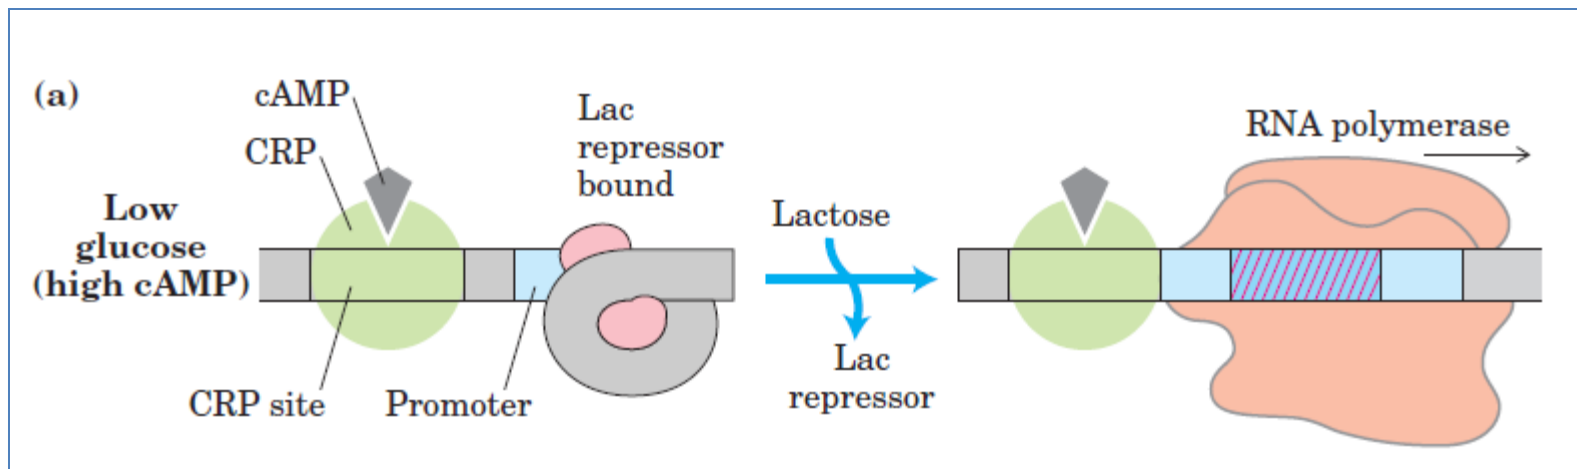 (a)
cAMP
CRP
Low
glucose
(high cAMP)
CRP site
Promoter
Lac
repressor
bound
Lactose
Lac
repressor
RNA polymerase